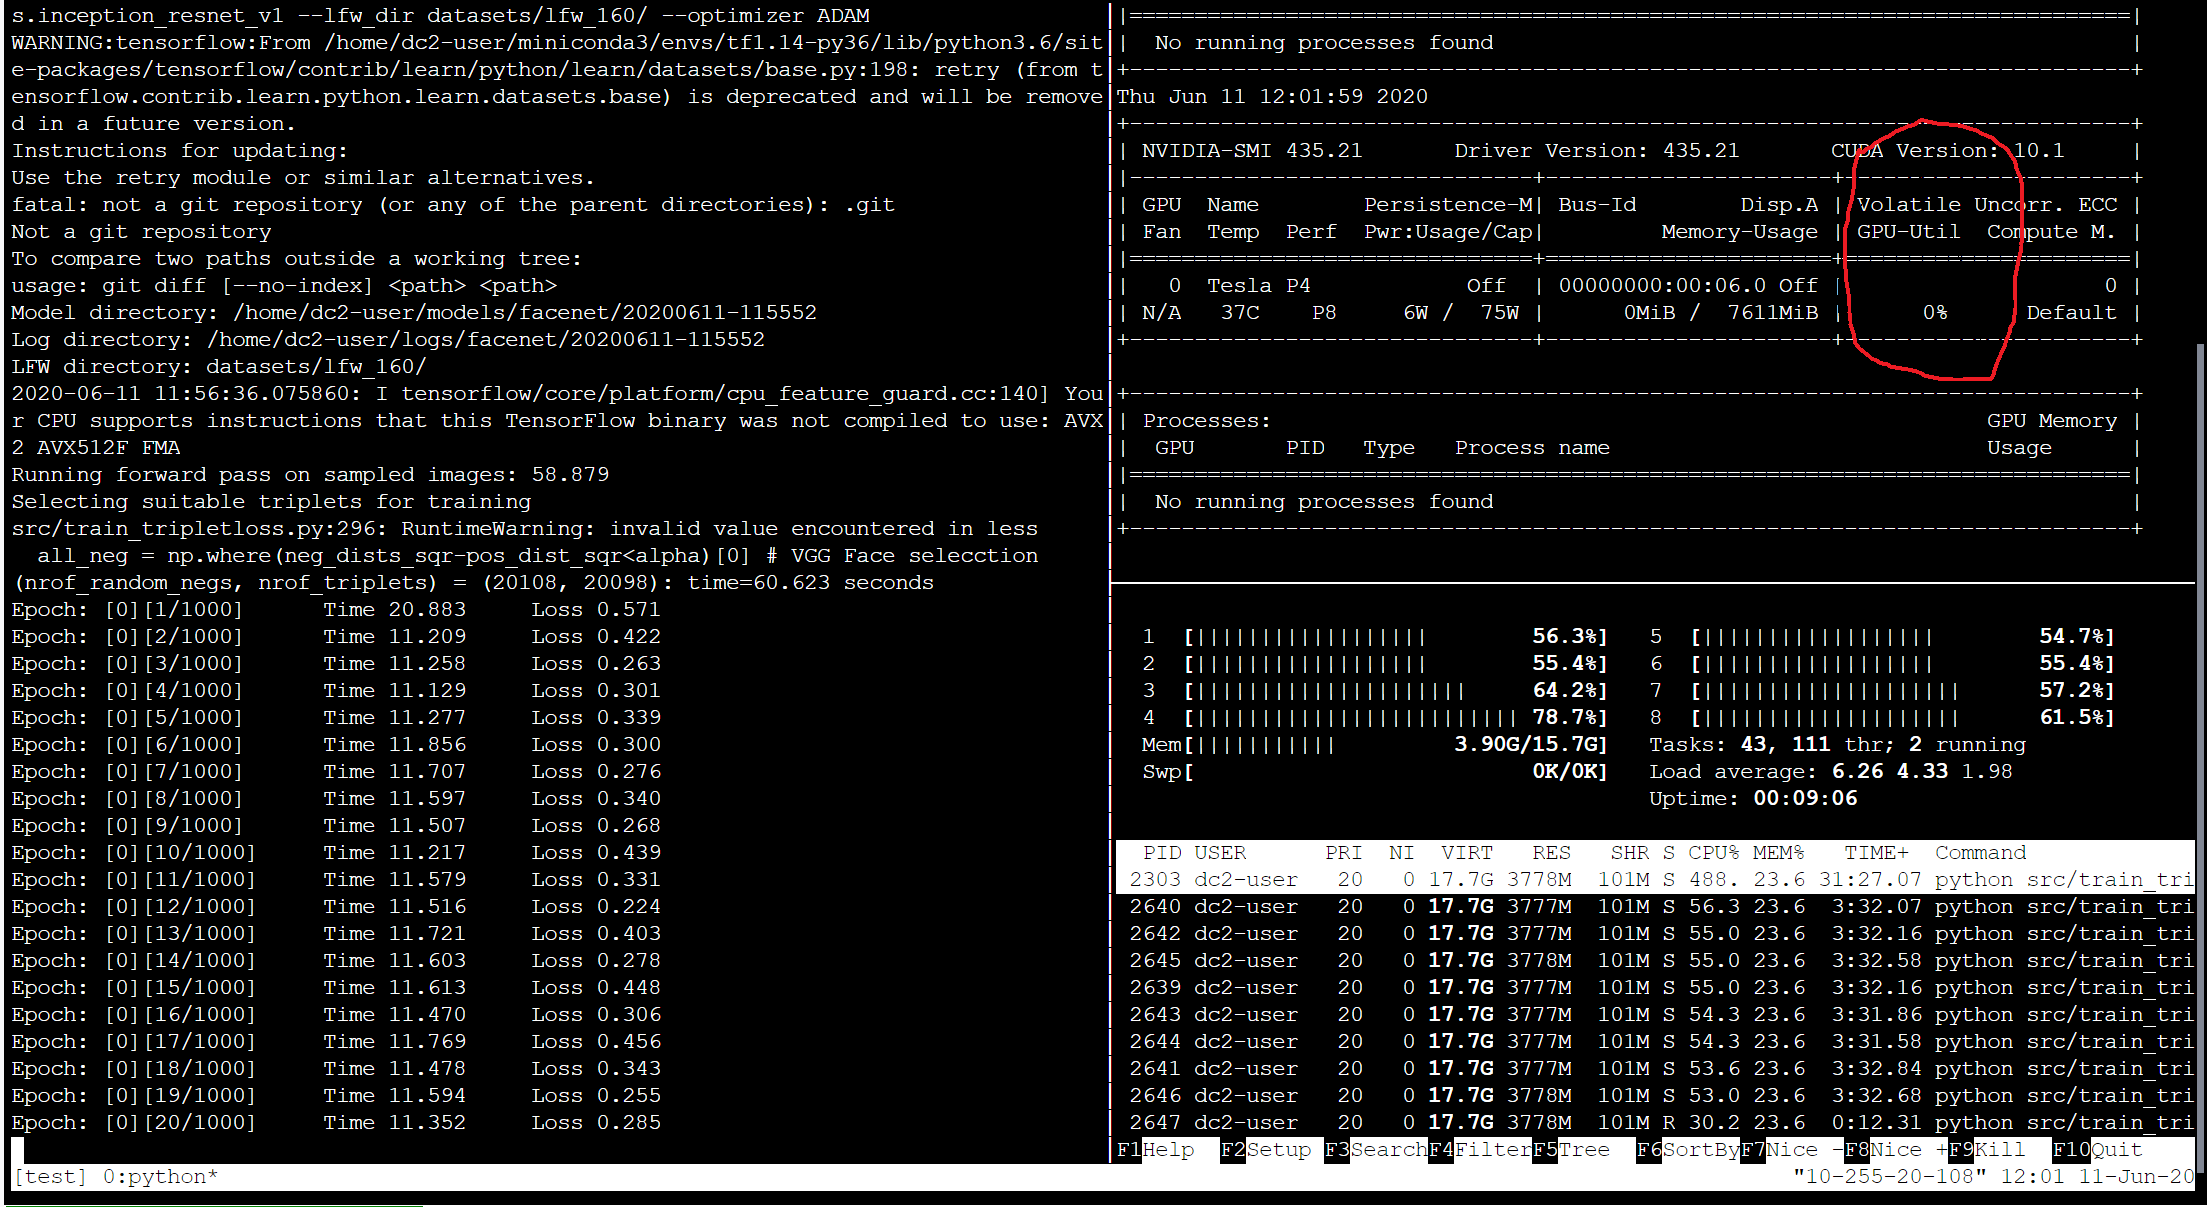 s.inception_resnet_v1 --lfw_dir datasets/lfw_160/ --optimizer ADAM
WARNING:tensorflow:From /home/dc2-user/miniconda3/envs/tf1.14-py36/lib/python3.6/sit
e-packages/tensorflow/contrib/learn/python/learn/datasets/base.py:198: retry (from t
ensorflow.contrib.learn.python.learn.datasets.base) is deprecated and will be remove
d in a future version.
Instructions for updating:
Use the retry module or similar alternatives.
fatal: not a git repository (or any of the parent directories): .git
Not a git repository
To compare two paths outside a working tree:
usage: git diff [--no-index] <path> <path>
Model directory: /home/dc2-user/models/facenet/20200611-115552
Log directory: /home/dc2-user/logs/facenet/20200611-115552
LFW directory: datasets/lfw_160/
2020-06-11 11:56:36.075860: I tensorflow/core/platform/cpu_feature_guard.cc:140] You
r CPU supports instructions that this TensorFlow binary was not compiled to use: AVX
2 AVX512F FMA
Running forward pass on sampled images: 58.879
Selecting suitable triplets for training
src/train_tripletloss.py:296: RuntimeWarning: invalid value encountered in less
all_neg = np.where(neg_dists_sqr-pos_dist_sqr<alpha)[0] # VGG Face selecction
(nrof_random_negs, nrof_triplets) = (20108, 20098): time=60.623 seconds
Epoch: [0][1/1000] Time 20.883 Loss 0.571
Epoch: [0][2/1000] Time 11.209 Loss 0.422
Epoch: [0][3/1000] Time 11.258 Loss 0.263
Epoch: [0][4/1000] Time 11.129 Loss 0.301
Epoch: [0][5/1000] Time 11.277 Loss 0.339
Epoch: [0][6/1000] Time 11.856 Loss 0.300
Epoch: [0][7/1000] Time 11.707 Loss 0.276
Epoch: [0][8/1000] Time 11.597 Loss 0.340
Epoch: [0][9/1000] Time 11.507 Loss 0.268
Epoch: [0][10/1000] Time 11.217 Loss 0.439
Epoch: [0][11/1000] Time 11.579 Loss 0.331
Epoch: [0][12/1000] Time 11.516 Loss 0.224
Epoch: [0][13/1000] Time 11.721 Loss 0.403
Epoch: [0][14/1000] Time 11.603 Loss 0.278
Epoch: [0][15/1000] Time 11.613 Loss 0.448
Epoch: [0][16/1000] Time 11.470 Loss 0.306
Epoch: [0][17/1000] Time 11.769 Loss 0.456
Epoch: [0][18/1000] Time 11.478 Loss 0.343
Epoch: [0][19/1000] Time 11.594 Loss 0.255
Epoch: [0][20/1000] Time 11.352 Loss 0.285
No running processes found
Thu Jun 11 12:01:59 2020
NVIDIA-SMI 435.21 Driver Version: 435.21 CUDA Version: 10.1
GPU Name Persistence-M| Bus-Id Disp.A | Volatile Uncorr. ECC |
Fan Temp Perf Pwr:Usage/Cap| Memory-Usage | GPU-Util Compute M. |
0 Tesla P4 Off | 00000000:00:06.0 Off | 0 |
N/A 37C P8 6W / 75W | 0MiB / 7611MiB | 0% Default |
Processes: GPU Memory |
GPU PID Type Process name Usage |
No running processes found
1 [|||||||||||||||||| 56.3%] 5 [|||||||||||||||||| 54.7%]
2 [|||||||||||||||||| 55.4%] 6 [|||||||||||||||||| 55.4%]
3 [||||||||||||||||||||| 64.2%] 7 [|||||||||||||||||||| 57.2%]
4 [||||||||||||||||||||||||| 78.7%] 8 [|||||||||||||||||||| 61.5%]
Mem[||||||||||| 3.90G/15.7G] Tasks: 43, 111 thr; 2 running
Swp[ 0K/0K] Load average: 6.26 4.33 1.98
Uptime: 00:09:06
PID USER PRI NI VIRT RES SHR S CPU% MEM% TIME+ Command
2303 dc2-user 20 0 17.7G 3778M 101M S 488. 23.6 31:27.07 python src/train_tri
2640 dc2-user 20 0 17.7G 3777M 101M S 56.3 23.6 3:32.07 python src/train_tri
2642 dc2-user 20 0 17.7G 3777M 101M S 55.0 23.6 3:32.16 python src/train_tri
2645 dc2-user 20 0 17.7G 3778M 101M S 55.0 23.6 3:32.58 python src/train_tri
2639 dc2-user 20 0 17.7G 3777M 101M S 55.0 23.6 3:32.16 python src/train_tri
2643 dc2-user 20 0 17.7G 3777M 101M S 54.3 23.6 3:31.86 python src/train_tri
2644 dc2-user 20 0 17.7G 3777M 101M S 54.3 23.6 3:31.58 python src/train_tri
2641 dc2-user 20 0 17.7G 3777M 101M S 53.6 23.6 3:32.84 python src/train_tri
2646 dc2-user 20 0 17.7G 3778M 101M S 53.0 23.6 3:32.68 python src/train_tri
2647 dc2-user 20 0 17.7G 3778M 101M R 30.2 23.6 0:12.31 python src/train_tri
F1Help F2Setup F3SearchF4FilterF5Tree F6SortByF7Nice -F8Nice +F9Kill F10Quit
[test] 0:python* "10-255-20-108" 12:01 11-Jun-20